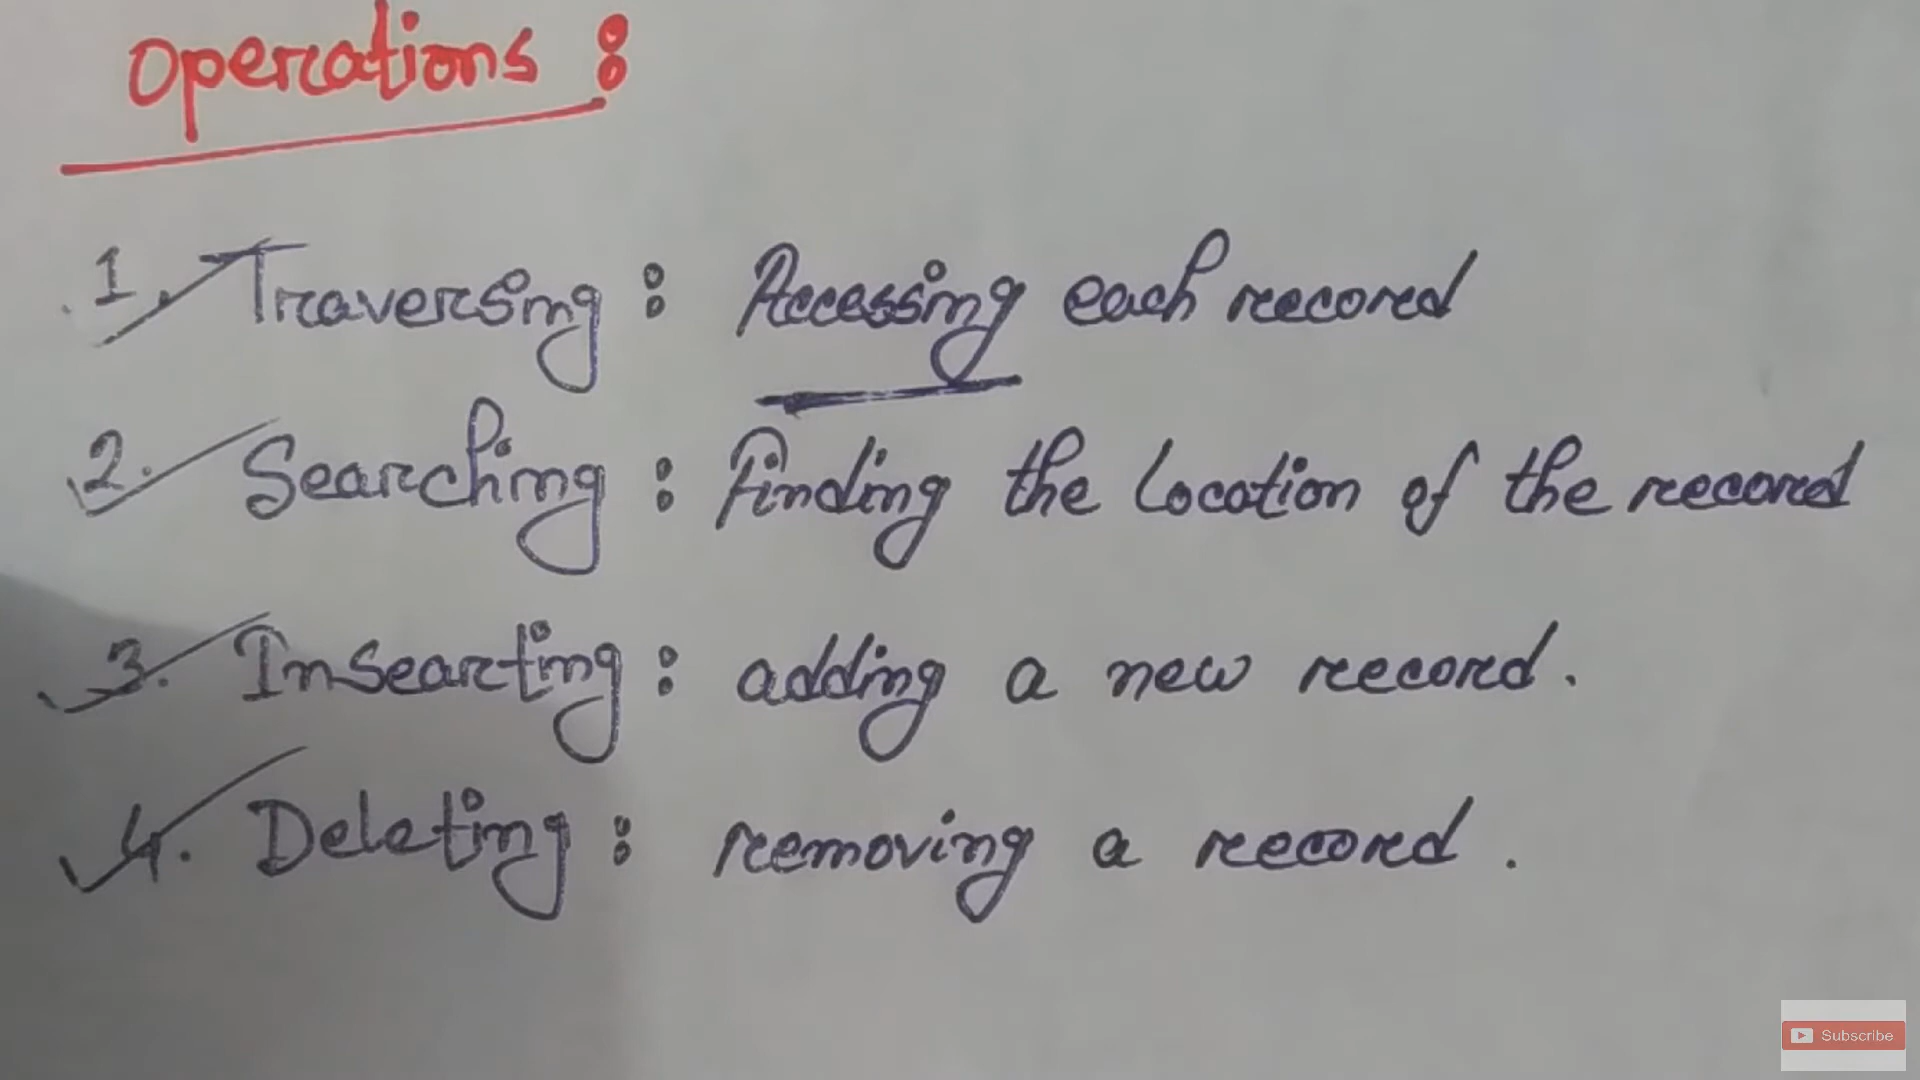 Operations :
1. Traversing : Accessing each record
2. Searching : Finding the location of the record
3. Insearting : adding a new record.
4. Deleting : removing a record.
Subscribe